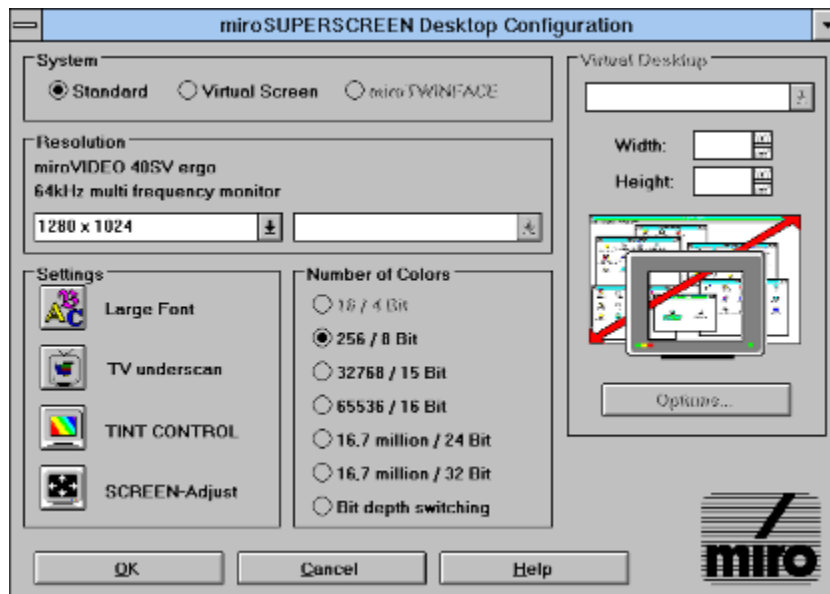 miroSUPERSCREEN Desktop Configuration
System
Standard
Virtual Screen
miro TWINFACE
Resolution
miroVIDEO 40SV ergo
64kHz multi frequency monitor
1280 x 1024
Settings
Large Font
TV underscan
TINT CONTROL
SCREEN-Adjust
Number of Colors
16 / 4 Bit
256 / 8 Bit
32768 / 15 Bit
65536 / 16 Bit
16.7 million / 24 Bit
16.7 million / 32 Bit
Bit depth switching
Virtual Desktop
Width:
Height:
Options...
OK
Cancel
Help
miro